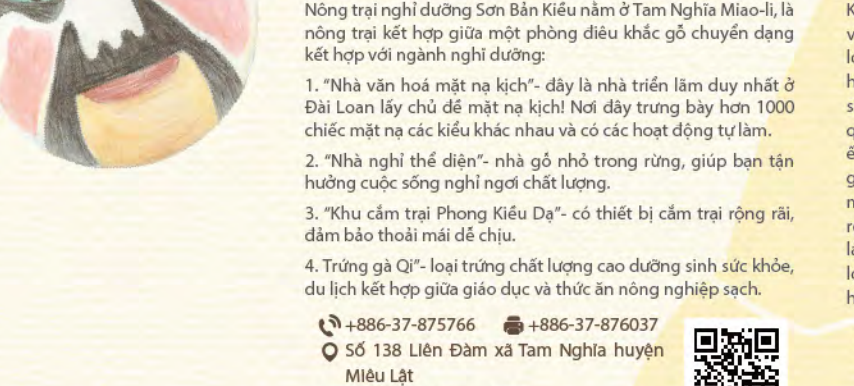 Nông trại nghỉ dưỡng Sơn Bản Kiều nằm ở Tam Nghĩa Miao-li, là
nông trại kết hợp giữa một phòng điêu khắc gỗ chuyển dạng
kết hợp với ngành nghỉ dưỡng:
1. “Nhà văn hoá mặt nạ kịch”- đây là nhà triển lãm duy nhất ở
Đài Loan lấy chủ đề mặt nạ kịch! Nơi đây trưng bày hơn 1000
chiếc mặt nạ các kiểu khác nhau và có các hoạt động tự làm.
2. “Nhà nghỉ thể diện”- nhà gỗ nhỏ trong rừng, giúp bạn tận
hưởng cuộc sống nghỉ ngơi chất lượng.
3. “Khu cắm trại Phong Kiều Dạ”- có thiết bị cắm trại rộng rãi,
đảm bảo thoải mái dễ chịu.
4. Trứng gà Qi”- loại trứng chất lượng cao dưỡng sinh sức khỏe,
du lịch kết hợp giữa giáo dục và thức ăn nông nghiệp sạch.
+886-37-875766 +886-37-876037
Số 138 Liên Đàm xã Tam Nghĩa huyện
Miêu Lật